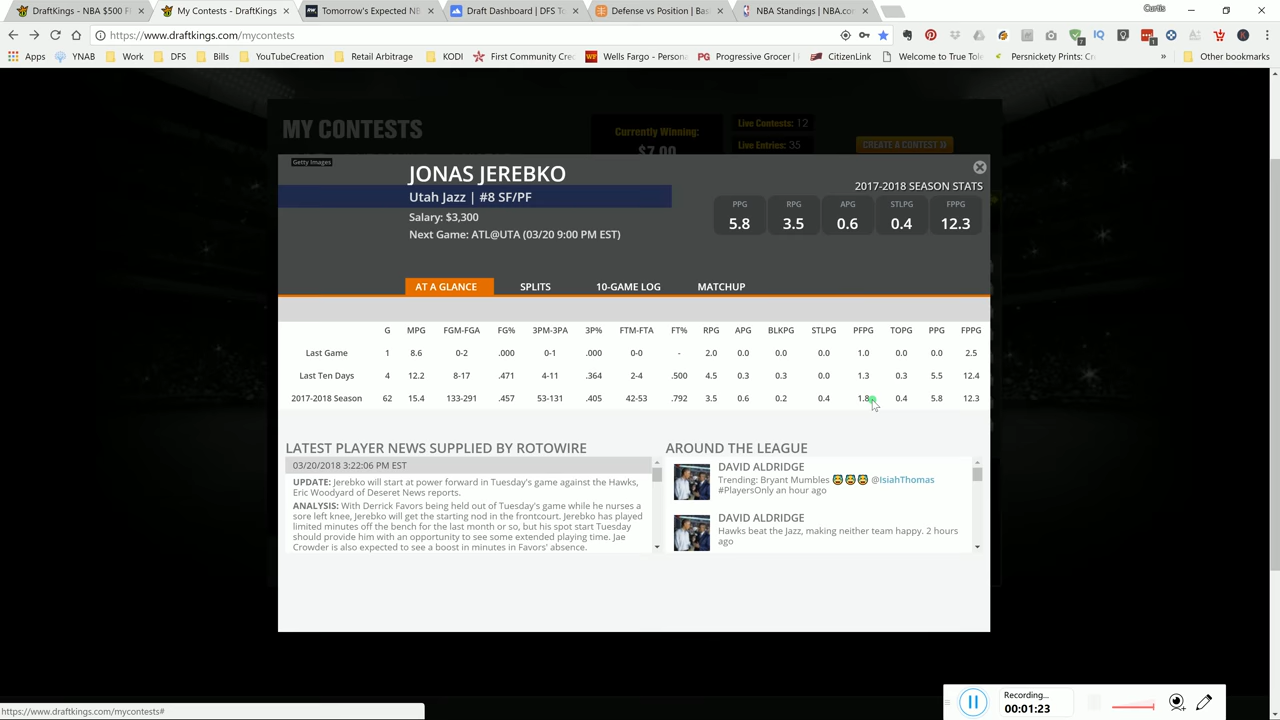 DraftKings - NBA $500 F
My Contests - DraftKings
Tomorrow's Expected NB
Draft Dashboard | DFS To
Defense vs Position | Bas
NBA Standings | NBA.co
Curtis
https://www.draftkings.com/mycontests
Apps YNAB Work DFS Bills YouTubeCreation Retail Arbitrage KODI First Community Cre Wells Fargo - Persona Progressive Grocer | CitizenLink Welcome to True Tole Persnickety Prints: Cr » Other bookmarks
MY CONTESTS
Currently Winning:
$7.00
Live Contests: 12
Live Entries: 35
CREATE A CONTEST
Getty Images
JONAS JEREBKO
Utah Jazz | #8 SF/PF
Salary: $3,300
Next Game: ATL@UTA (03/20 9:00 PM EST)
2017-2018 SEASON STATS
PPG RPG APG STLPG FPPG
5.8 3.5 0.6 0.4 12.3
AT A GLANCE SPLITS 10-GAME LOG MATCHUP
G MPG FGM-FGA FG% 3PM-3PA 3P% FTM-FTA FT% RPG APG BLKPG STLPG PFPG TOPG PPG FPPG
Last Game 1 8.6 0-2 .000 0-1 .000 0-0 - 2.0 0.0 0.0 0.0 1.0 0.0 0.0 2.5
Last Ten Days 4 12.2 8-17 .471 4-11 .364 2-4 .500 4.5 0.3 0.3 0.0 1.3 0.3 5.5 12.4
2017-2018 Season 62 15.4 133-291 .457 53-131 .405 42-53 .792 3.5 0.6 0.2 0.4 1.8 0.4 5.8 12.3
LATEST PLAYER NEWS SUPPLIED BY ROTOWIRE
03/20/2018 3:22:06 PM EST
UPDATE: Jerebko will start at power forward in Tuesday's game against the Hawks,
Eric Woodyard of Deseret News reports.
ANALYSIS: With Derrick Favors being held out of Tuesday's game while he nurses a
sore left knee, Jerebko will get the starting nod in the frontcourt. Jerebko has played
limited minutes off the bench for the last month or so, but his spot start Tuesday
should provide him with an opportunity to see some extended playing time. Jae
Crowder is also expected to see a boost in minutes in Favors' absence.
AROUND THE LEAGUE
DAVID ALDRIDGE
Trending: Bryant Mumbles @IsiahThomas
#PlayersOnly an hour ago
DAVID ALDRIDGE
Hawks beat the Jazz, making neither team happy. 2 hours
ago
Recording...
00:01:23
https://www.draftkings.com/mycontests#